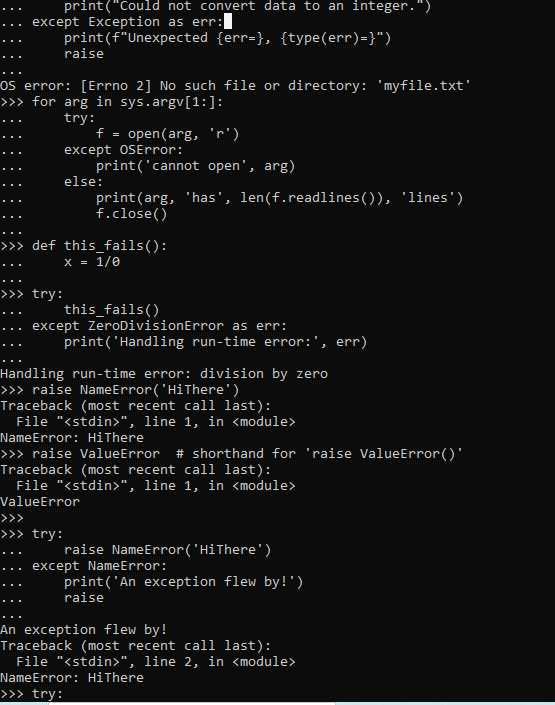 ...     print("Could not convert data to an integer.")
... except Exception as err:
...     print(f"Unexpected {err=}, {type(err)=}")
...     raise
...
OS error: [Errno 2] No such file or directory: 'myfile.txt'
>>> for arg in sys.argv[1:]:
...     try:
...         f = open(arg, 'r')
...     except OSError:
...         print('cannot open', arg)
...     else:
...         print(arg, 'has', len(f.readlines()), 'lines')
...         f.close()
...
>>> def this_fails():
...     x = 1/0
...
>>> try:
...     this_fails()
... except ZeroDivisionError as err:
...     print('Handling run-time error:', err)
...
Handling run-time error: division by zero
>>> raise NameError('HiThere')
Traceback (most recent call last):
  File "<stdin>", line 1, in <module>
NameError: HiThere
>>> raise ValueError  # shorthand for 'raise ValueError()'
Traceback (most recent call last):
  File "<stdin>", line 1, in <module>
ValueError
>>>
>>> try:
...     raise NameError('HiThere')
... except NameError:
...     print('An exception flew by!')
...     raise
...
An exception flew by!
Traceback (most recent call last):
  File "<stdin>", line 2, in <module>
NameError: HiThere
>>> try: